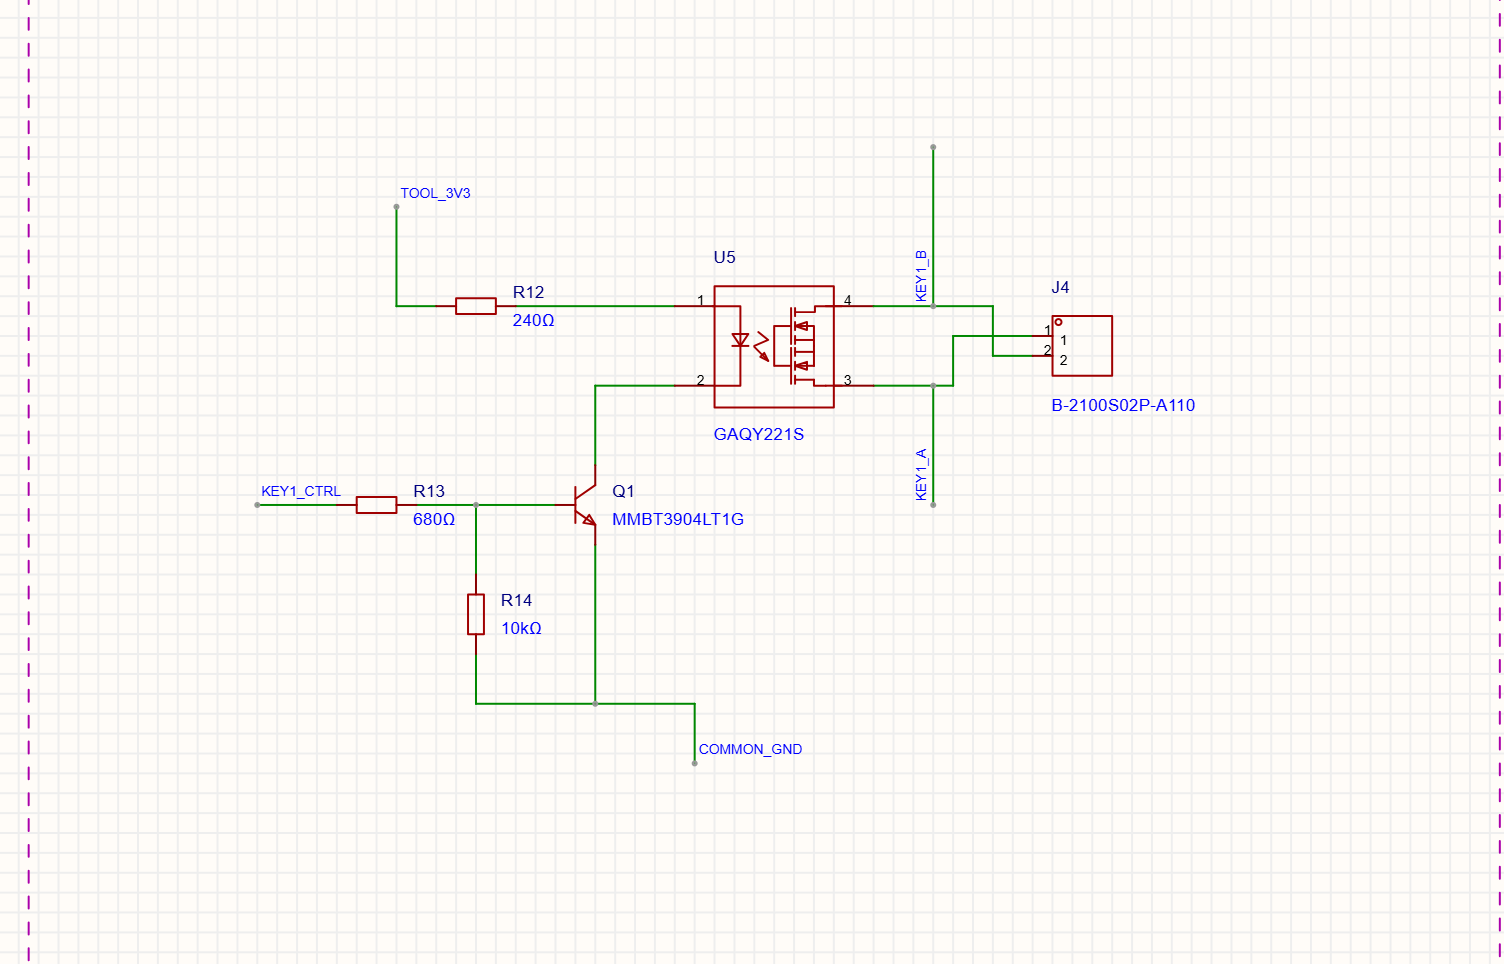 TOOL_3V3
R12
240Ω
U5
1
2
4
3
GAQY221S
KEY1_B
KEY1_A
J4
1
1
2
2
B-2100S02P-A110
KEY1_CTRL
R13
680Ω
Q1
MMBT3904LT1G
R14
10kΩ
COMMON_GND